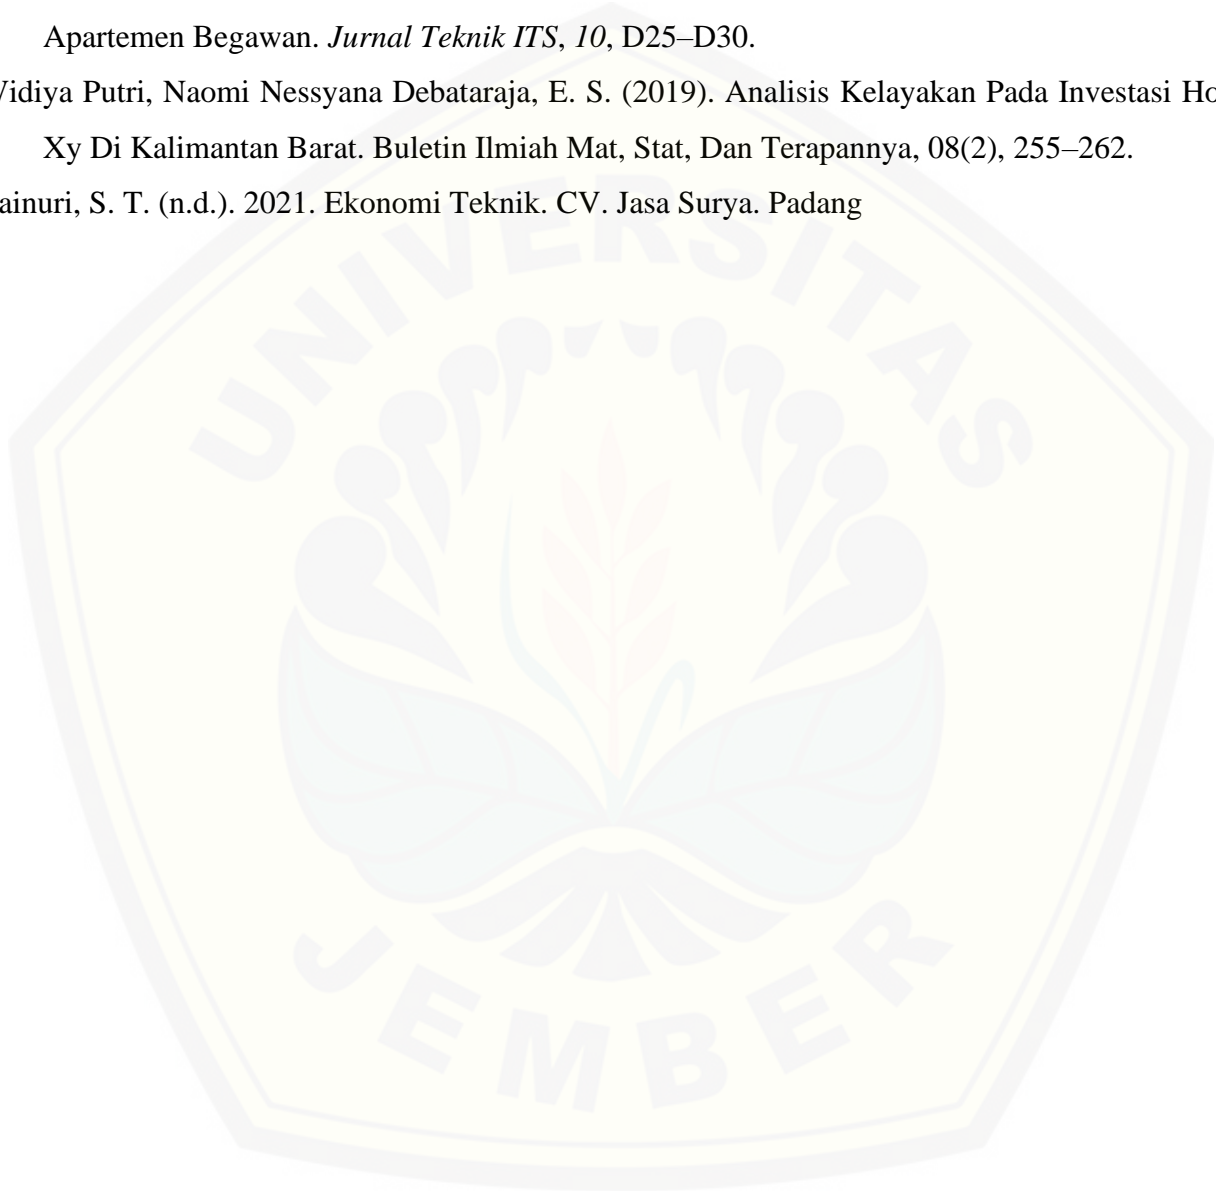 Apartemen Begawan. Jurnal Teknik ITS, 10, D25–D30.
Vidiya Putri, Naomi Nessyana Debataraja, E. S. (2019). Analisis Kelayakan Pada Investasi Ho
Xy Di Kalimantan Barat. Buletin Ilmiah Mat, Stat, Dan Terapannya, 08(2), 255–262.
ainuri, S. T. (n.d.). 2021. Ekonomi Teknik. CV. Jasa Surya. Padang
UNIVERSITAS
JEMBER